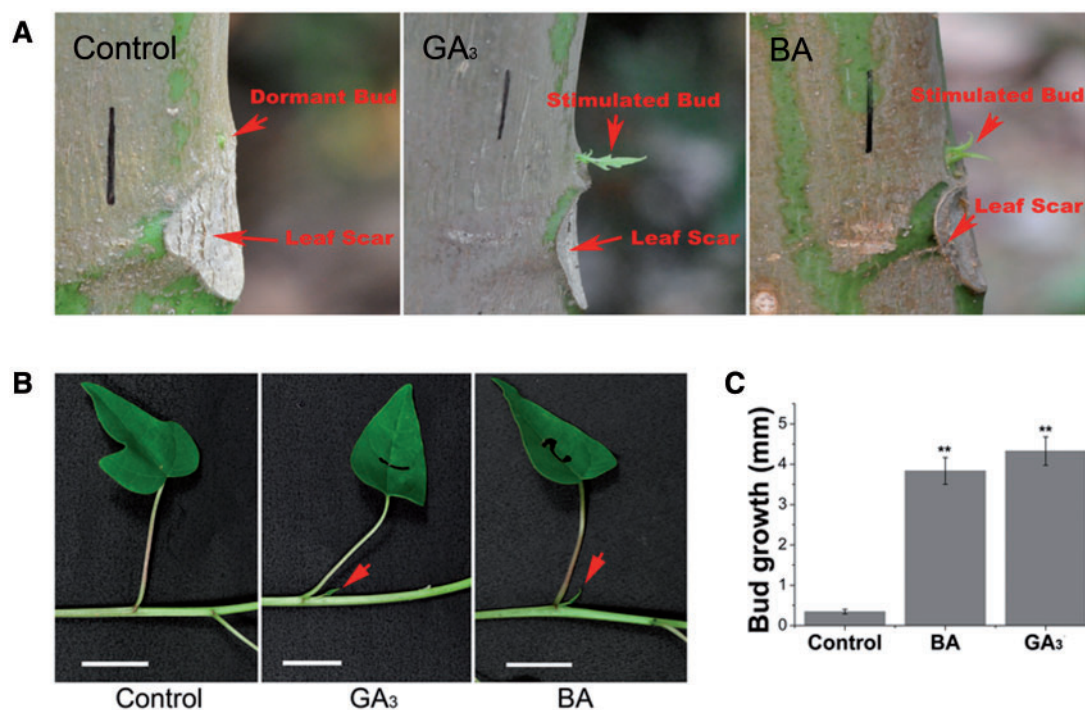 A
Control
Dormant Bud
Leaf Scar
GA₃
Stimulated Bud
Leaf Scar
BA
Stimulated Bud
Leaf Scar
B
Control
GA₃
BA
C
Bud growth (mm)
6
5
4
3
2
1
0
**
**
Control
BA
GA₃